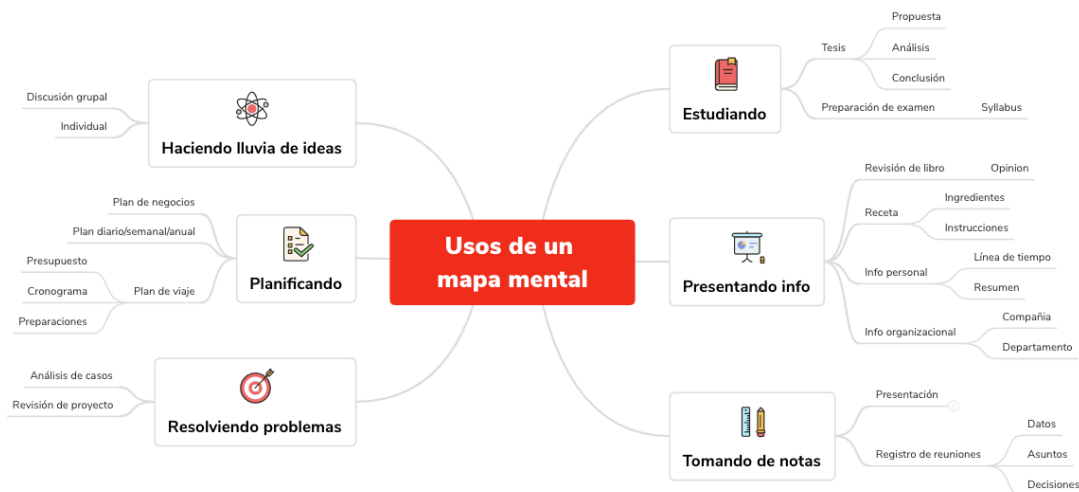 Usos de un
mapa mental
Haciendo lluvia de ideas
Discusión grupal
Individual
Planificando
Plan de negocios
Plan diario/semanal/anual
Plan de viaje
Presupuesto
Cronograma
Preparaciones
Resolviendo problemas
Análisis de casos
Revisión de proyecto
Estudiando
Tesis
Propuesta
Análisis
Conclusión
Preparación de examen
Syllabus
Presentando info
Revisión de libro
Opinion
Receta
Ingredientes
Instrucciones
Info personal
Línea de tiempo
Resumen
Info organizacional
Compañia
Departamento
Tomando de notas
Presentación
Registro de reuniones
Datos
Asuntos
Decisiones